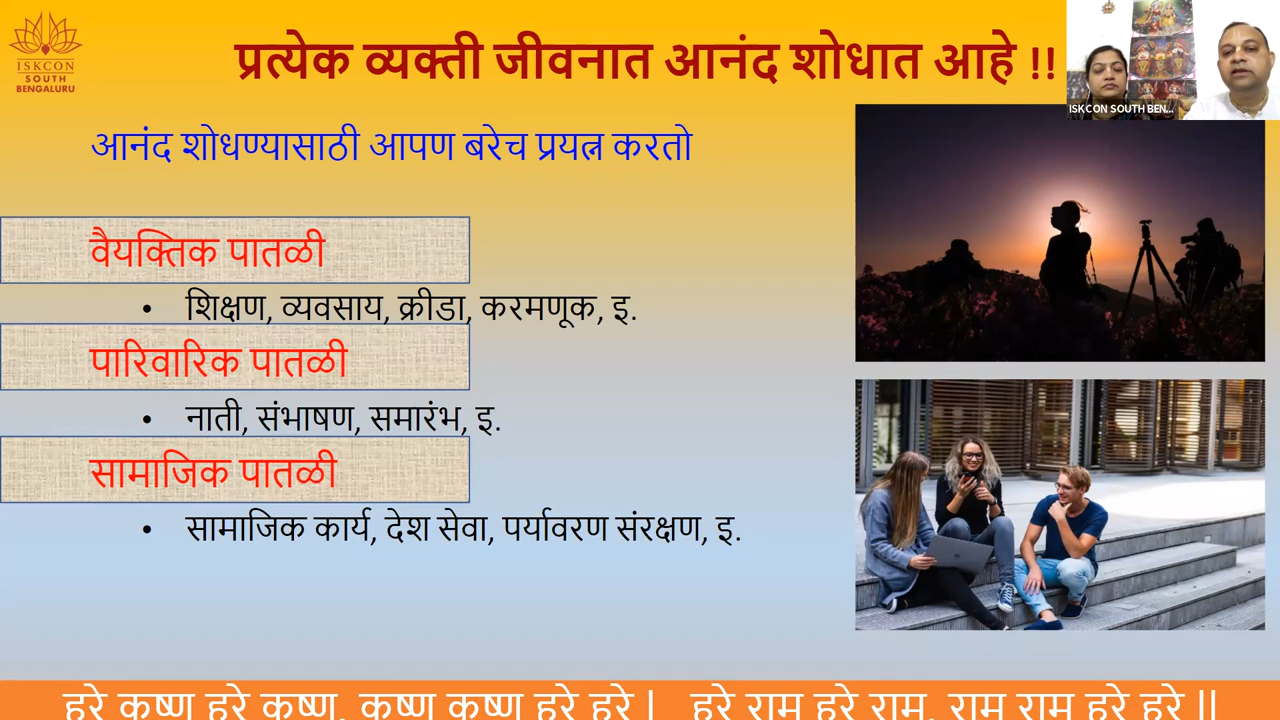 ISKCON
SOUTH
BENGALURU
प्रत्येक व्यक्ती जीवनात आनंद शोधात आहे !!
ISKCON SOUTH BEN...
आनंद शोधण्यासाठी आपण बरेच प्रयत्न करतो
वैयक्तिक पातळी
• शिक्षण, व्यवसाय, क्रीडा, करमणूक, इ.
पारिवारिक पातळी
• नाती, संभाषण, समारंभ, इ.
सामाजिक पातळी
• सामाजिक कार्य, देश सेवा, पर्यावरण संरक्षण, इ.
हरे कृष्ण हरे कृष्ण, कृष्ण कृष्ण हरे हरे | हरे राम हरे राम, राम राम हरे हरे ||